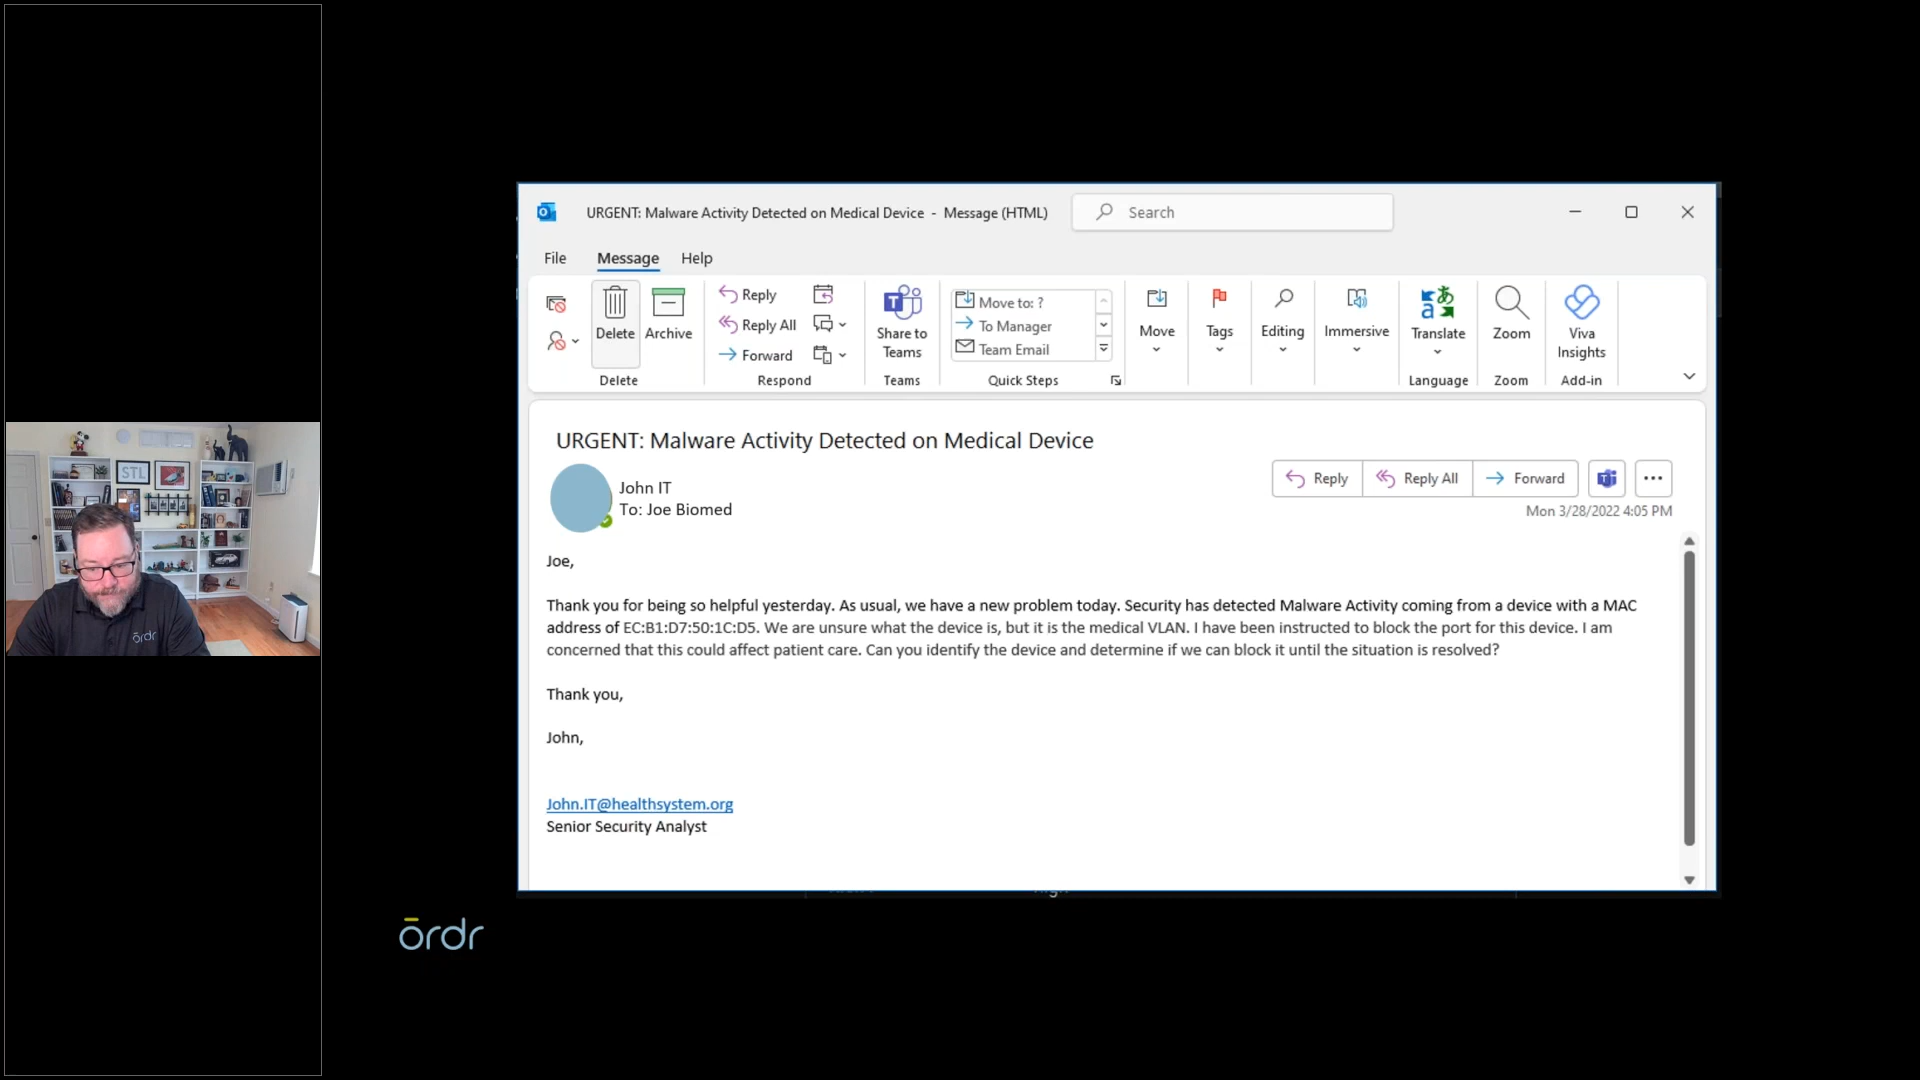 URGENT: Malware Activity Detected on Medical Device - Message (HTML)
Search
File Message Help
Delete
Archive
Delete
Reply
Reply All
Forward
Respond
Share to
Teams
Teams
Move to: ?
To Manager
Team Email
Quick Steps
Move
Tags
Editing
Immersive
Translate
Language
Zoom
Zoom
Viva
Insights
Add-in
URGENT: Malware Activity Detected on Medical Device
John IT
To: Joe Biomed
Reply
Reply All
Forward
Mon 3/28/2022 4:05 PM
Joe,
Thank you for being so helpful yesterday. As usual, we have a new problem today. Security has detected Malware Activity coming from a device with a MAC
address of EC:B1:D7:50:1C:D5. We are unsure what the device is, but it is the medical VLAN. I have been instructed to block the port for this device. I am
concerned that this could affect patient care. Can you identify the device and determine if we can block it until the situation is resolved?
Thank you,
John,
John.IT@healthsystem.org
Senior Security Analyst
STL
ordr
ōrdr